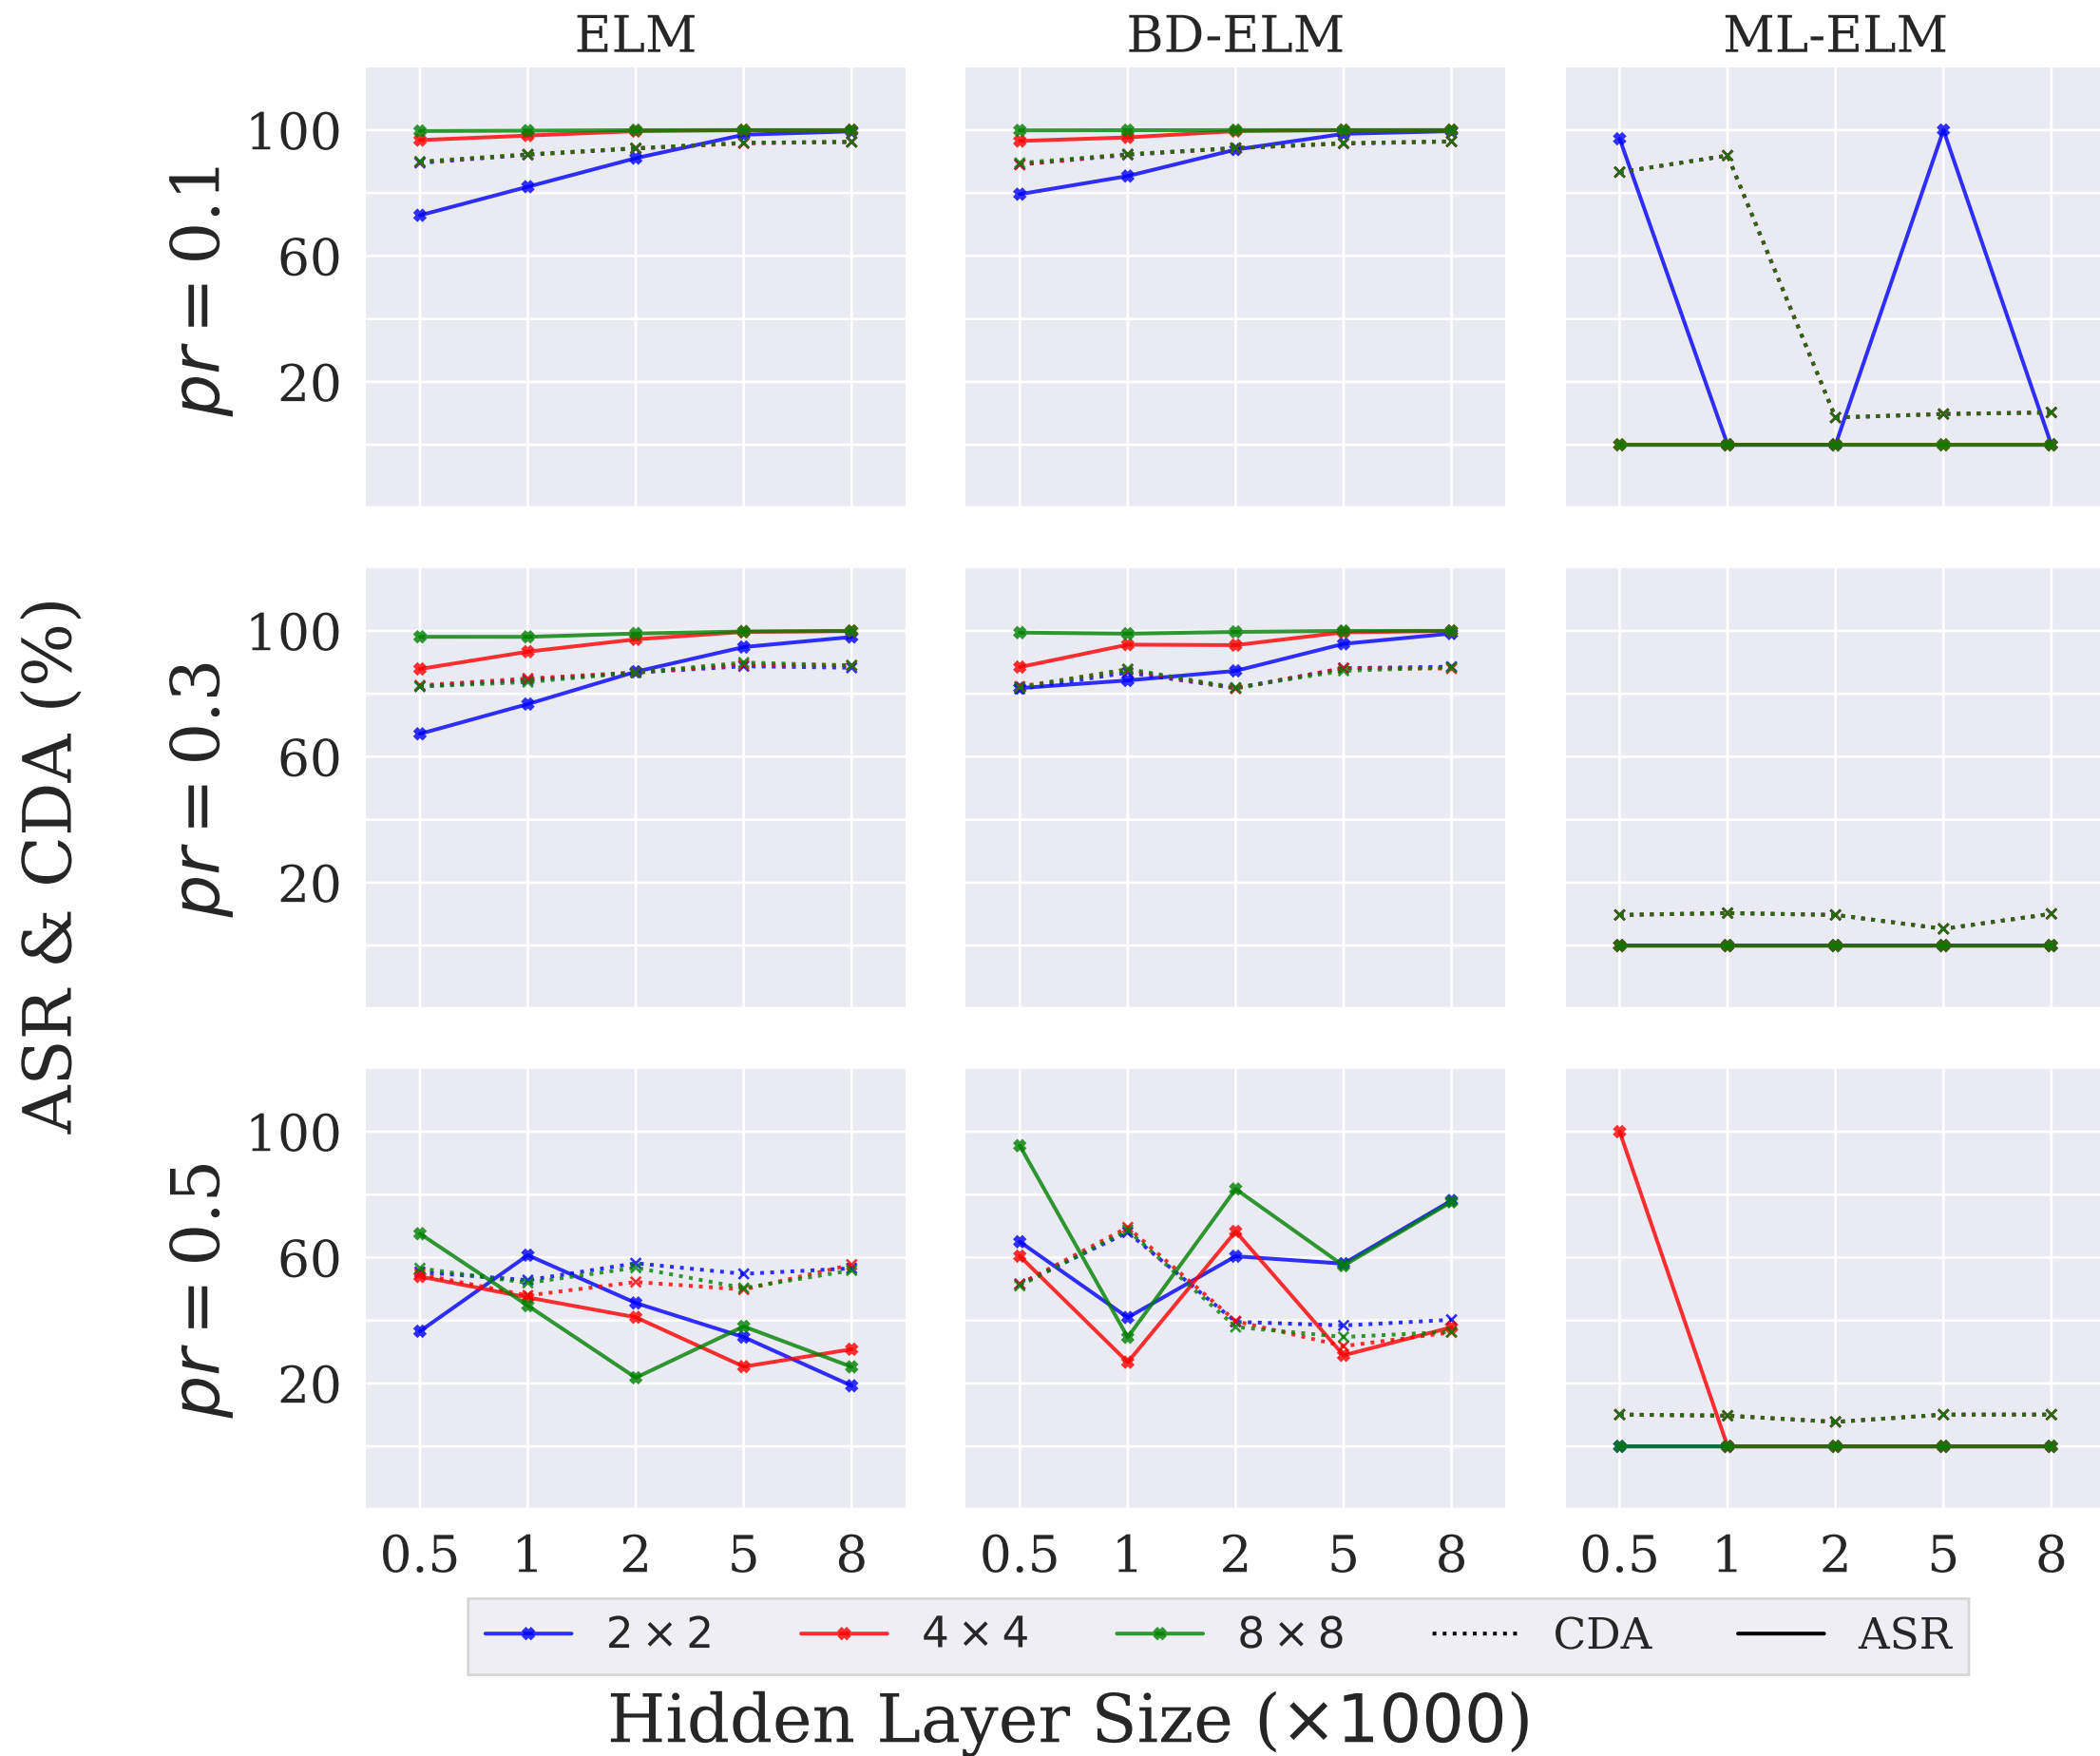 ELM BD-ELM ML-ELM
ASR & CDA (%)
pr = 0.1
100
60
20
pr = 0.3
100
60
20
pr = 0.5
100
60
20
0.5 1 2 5 8 0.5 1 2 5 8 0.5 1 2 5 8
2 × 2 4 × 4 8 × 8 CDA ASR
Hidden Layer Size (×1000)